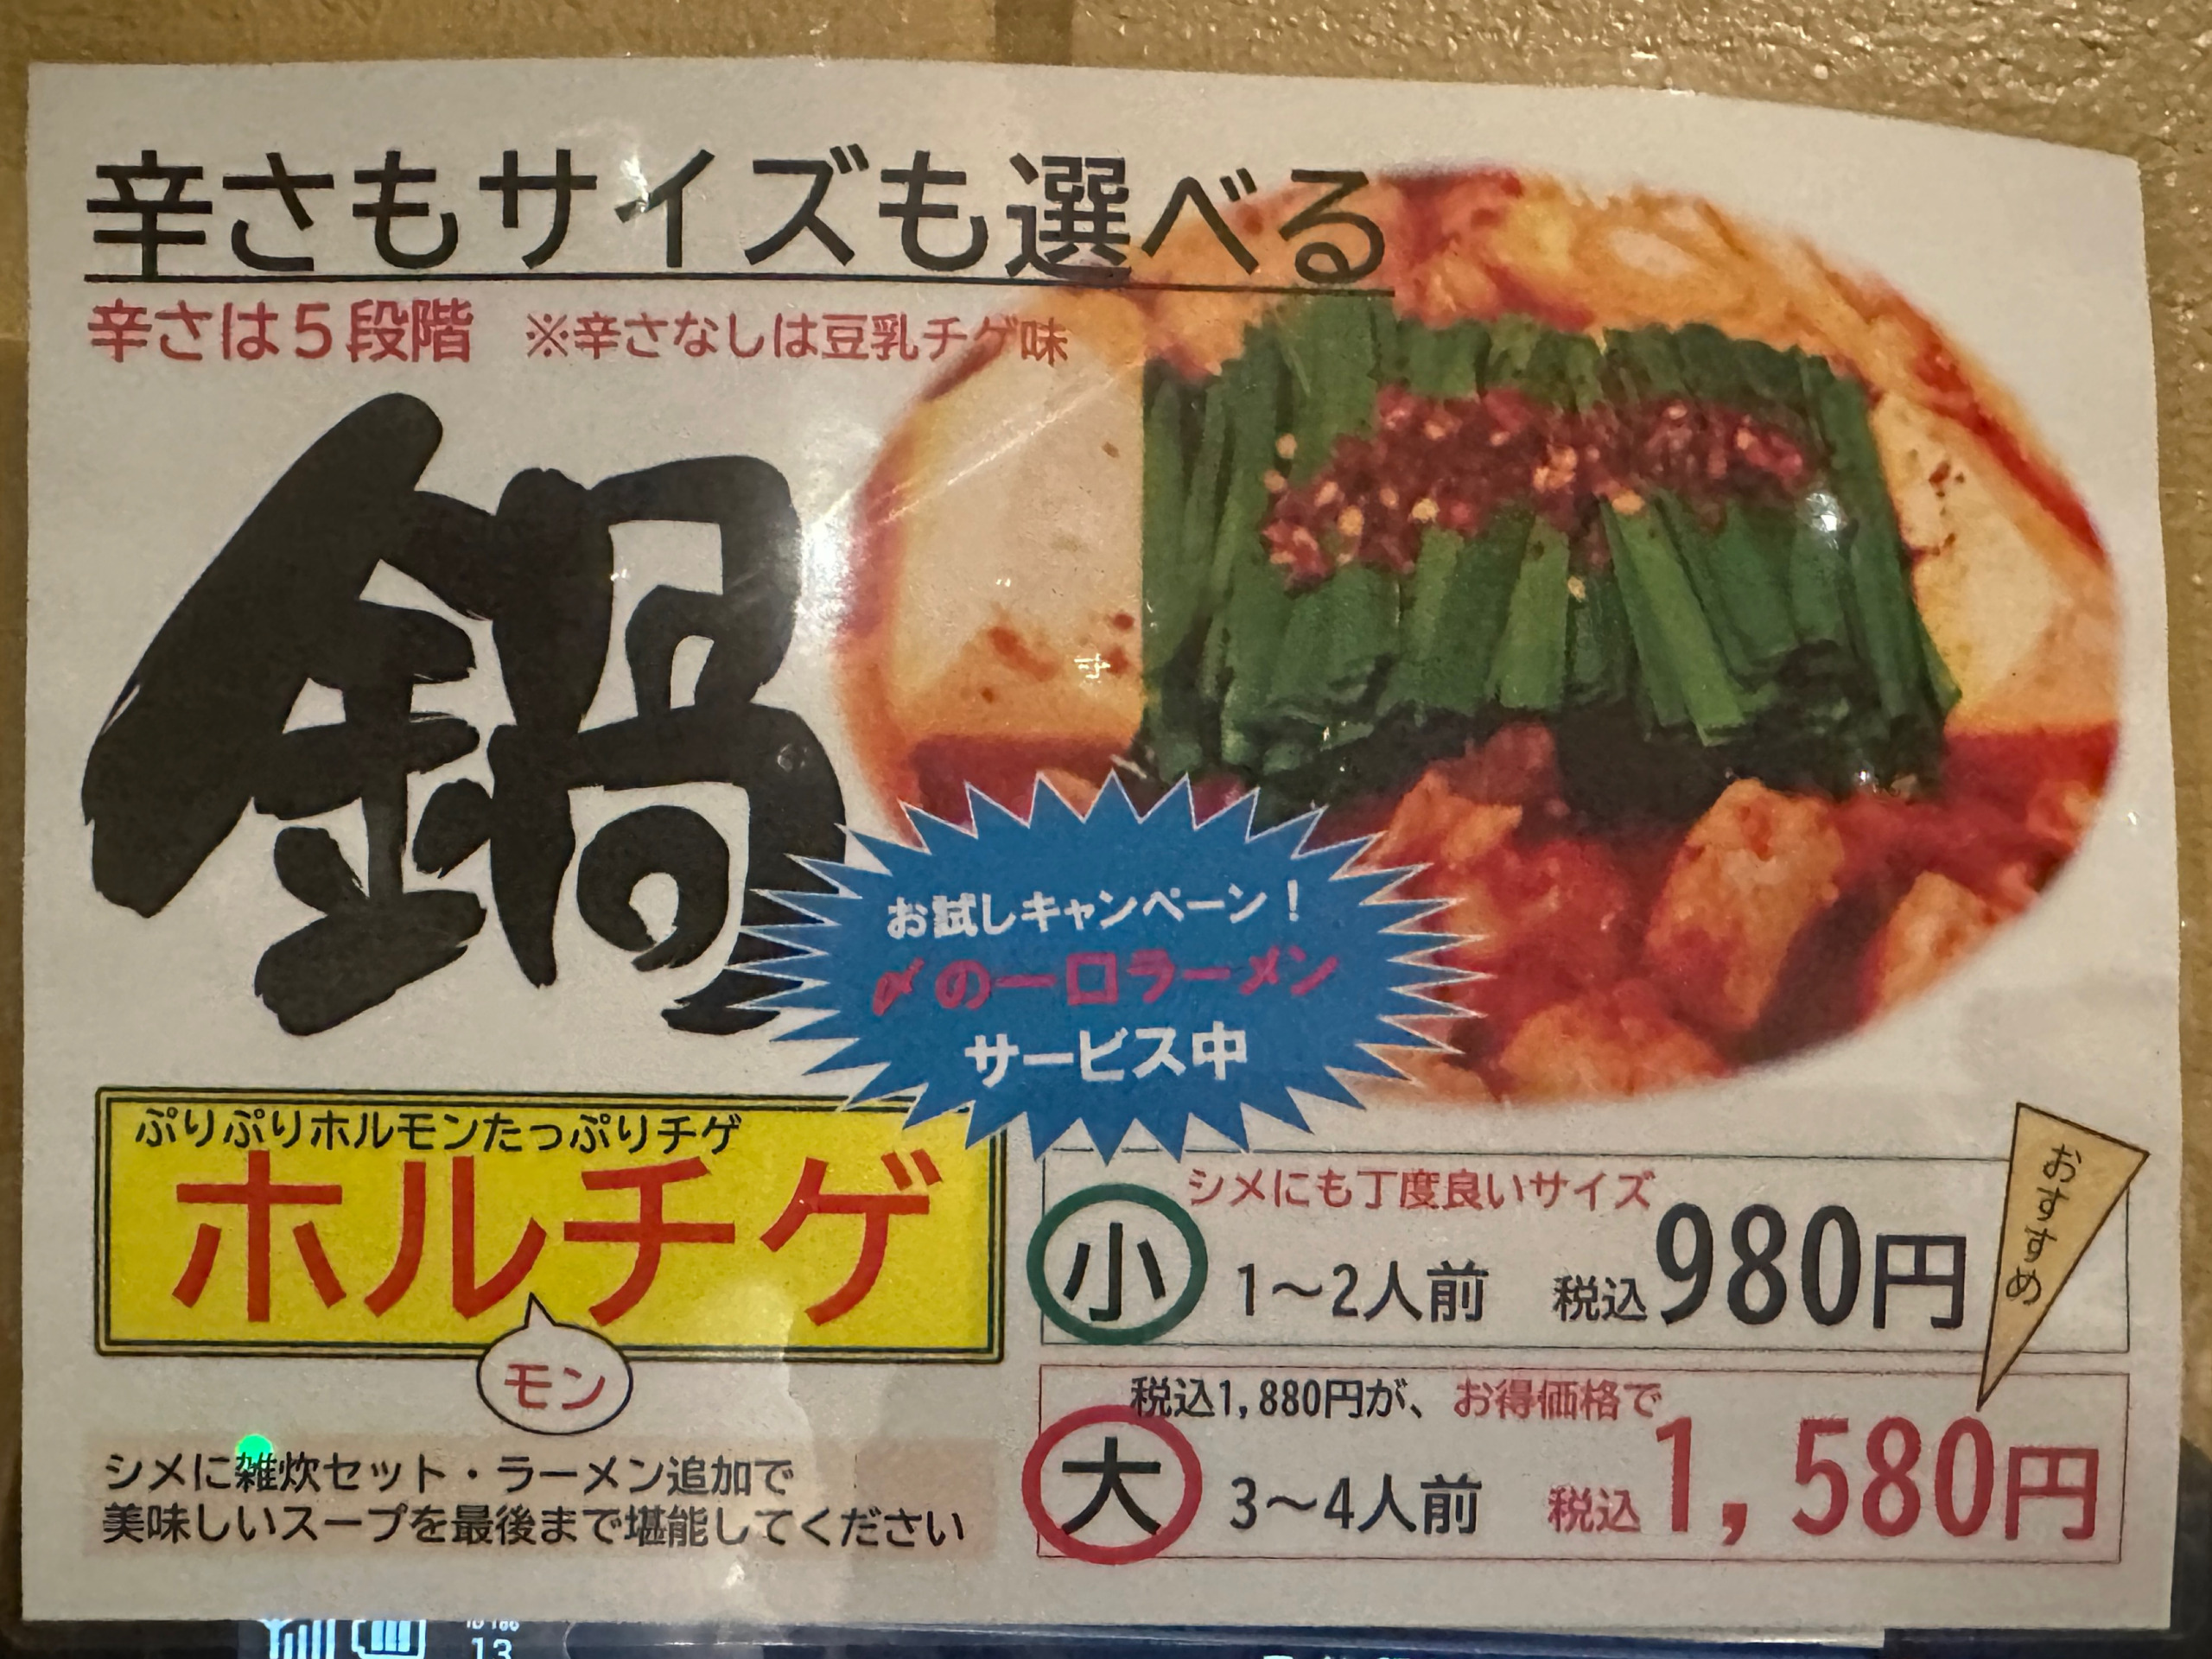 辛さもサイズも選べる
辛さは5段階 ※辛さなしは豆乳チゲ味
鍋
お試しキャンペーン！
〆の一口ラーメン
サービス中
ぷりぷりホルモンたっぷりチゲ
ホルチゲ
モン
シメに雑炊セット・ラーメン追加で
美味しいスープを最後まで堪能してください
シメにも丁度良いサイズ
小 1～2人前 税込980円
おすすめ
税込1,880円が、お得価格で
大 3～4人前 税込1,580円
13